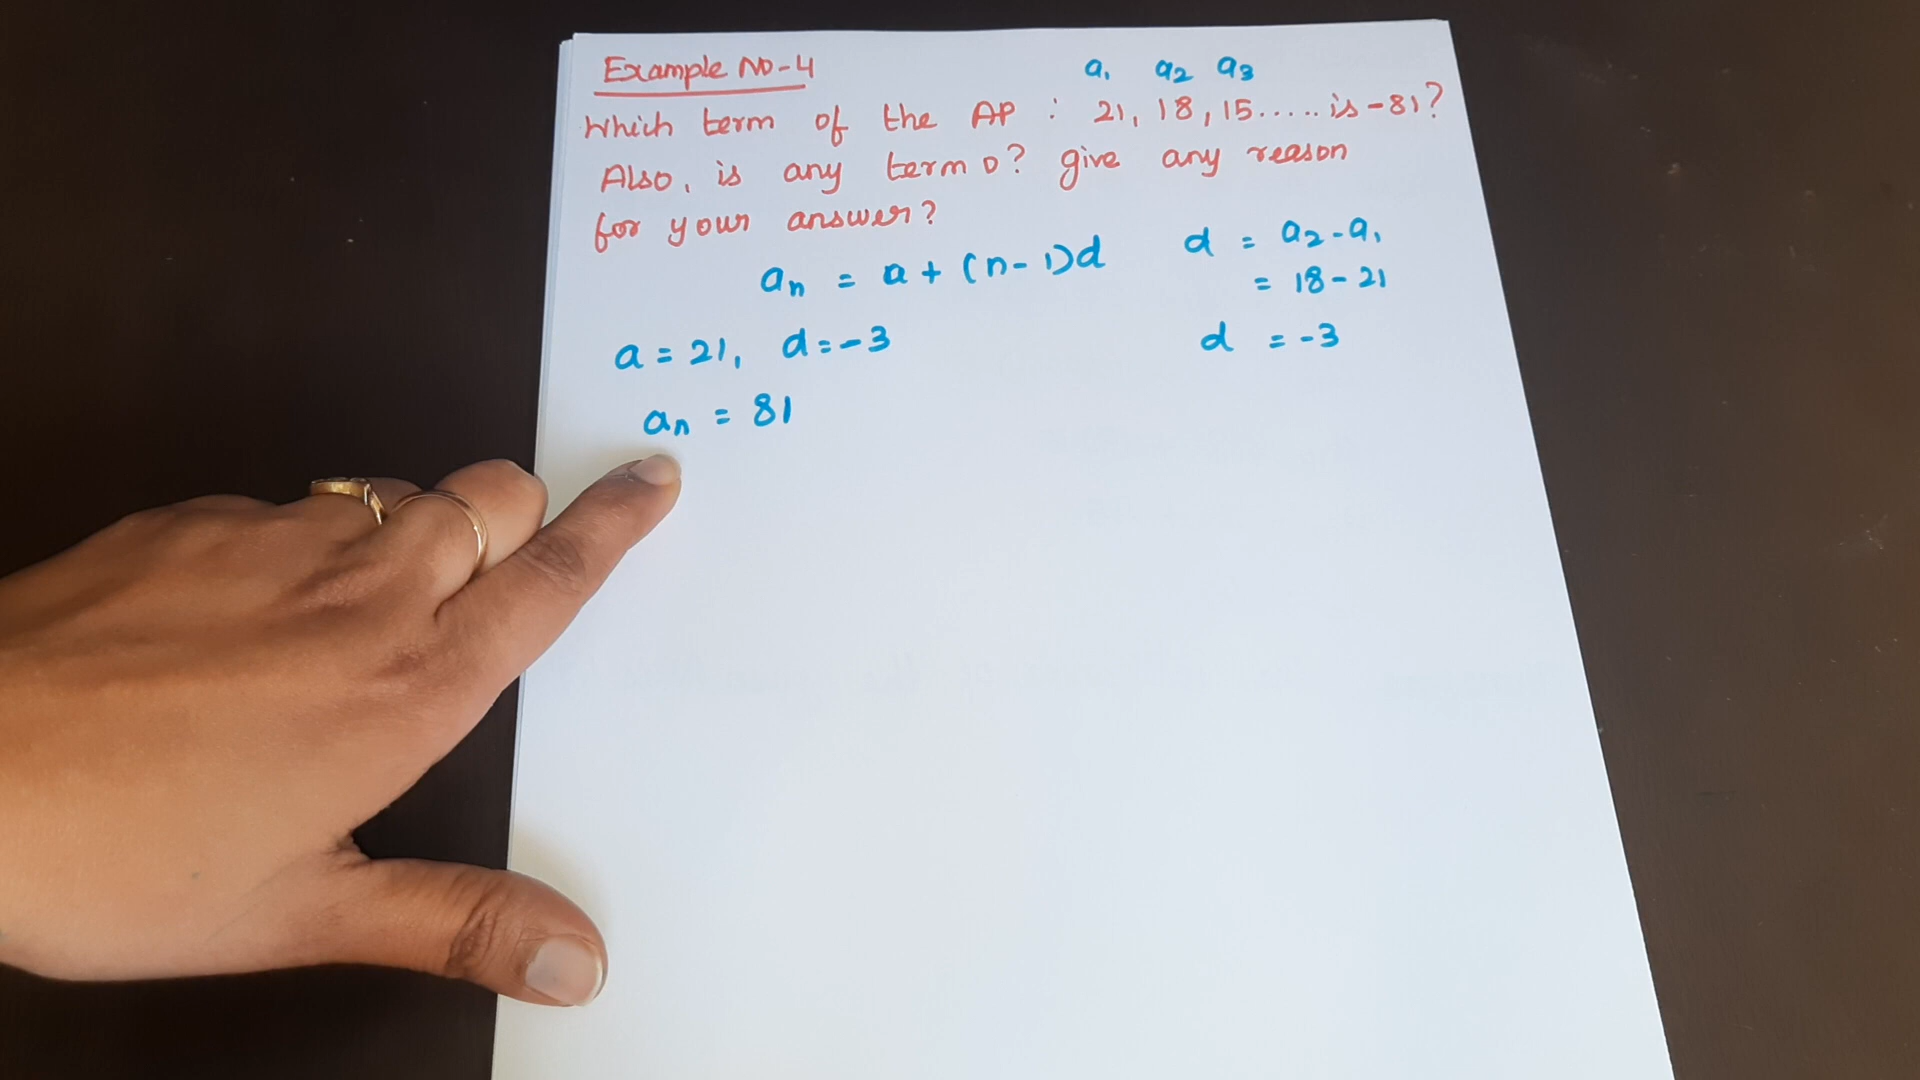 Example No-4
a₁ a₂ a₃
Which term of the AP : 21, 18, 15..... is -81?
Also, is any term 0? give any reason
for your answer?
aₙ = a + (n-1)d
d = a₂-a₁
= 18-21
a = 21, d=-3
d = -3
aₙ = 81